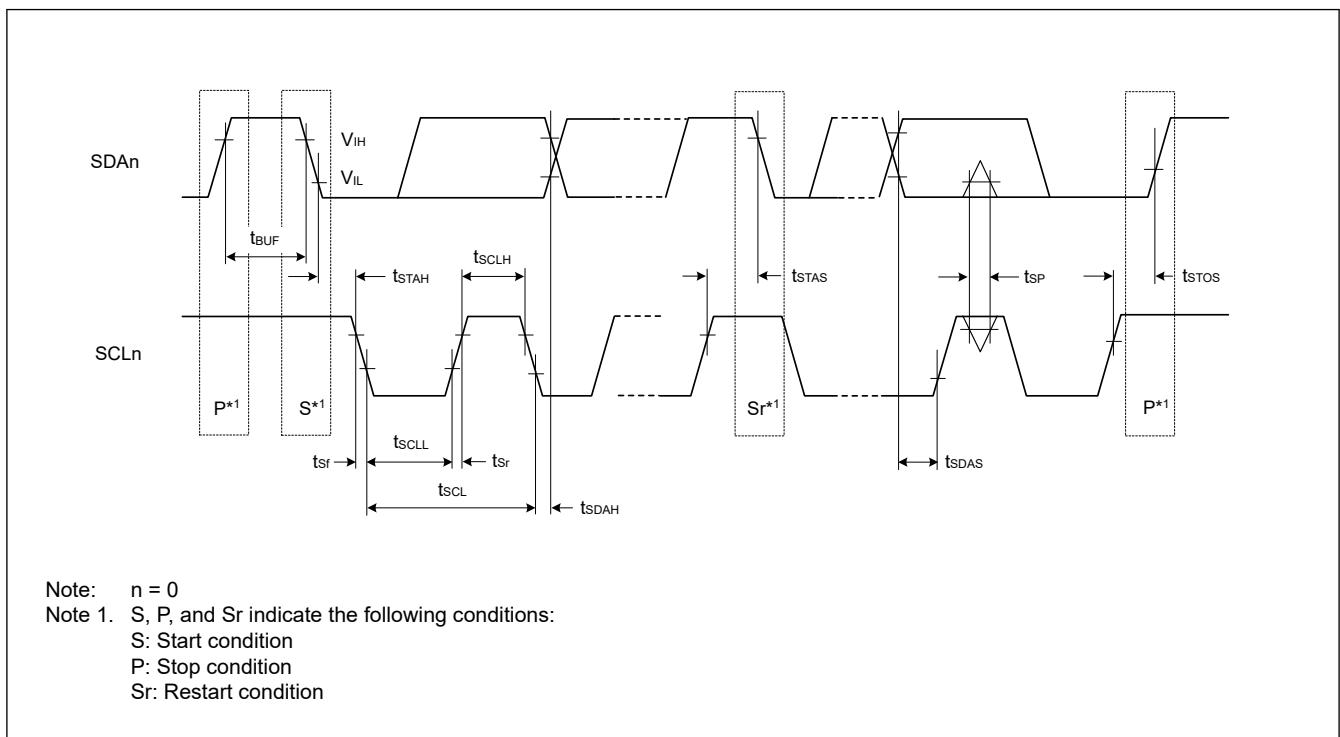 SDAn
VIH
VIL
tBUF
tSTAH
tSCLH
tSTAS
tSP
tSTOS
SCLn
P*1
S*1
Sr*1
P*1
tSf
tSCLL
tSr
tSDAS
tSCL
tSDAH
Note: n = 0
Note 1. S, P, and Sr indicate the following conditions:
S: Start condition
P: Stop condition
Sr: Restart condition